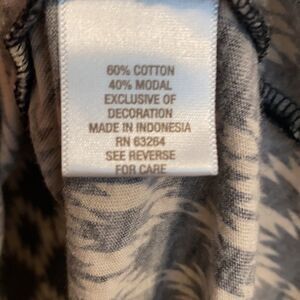 60% COTTON
40% MODAL
EXCLUSIVE OF
DECORATION
MADE IN INDONESIA
RN 63264
SEE REVERSE
FOR CARE